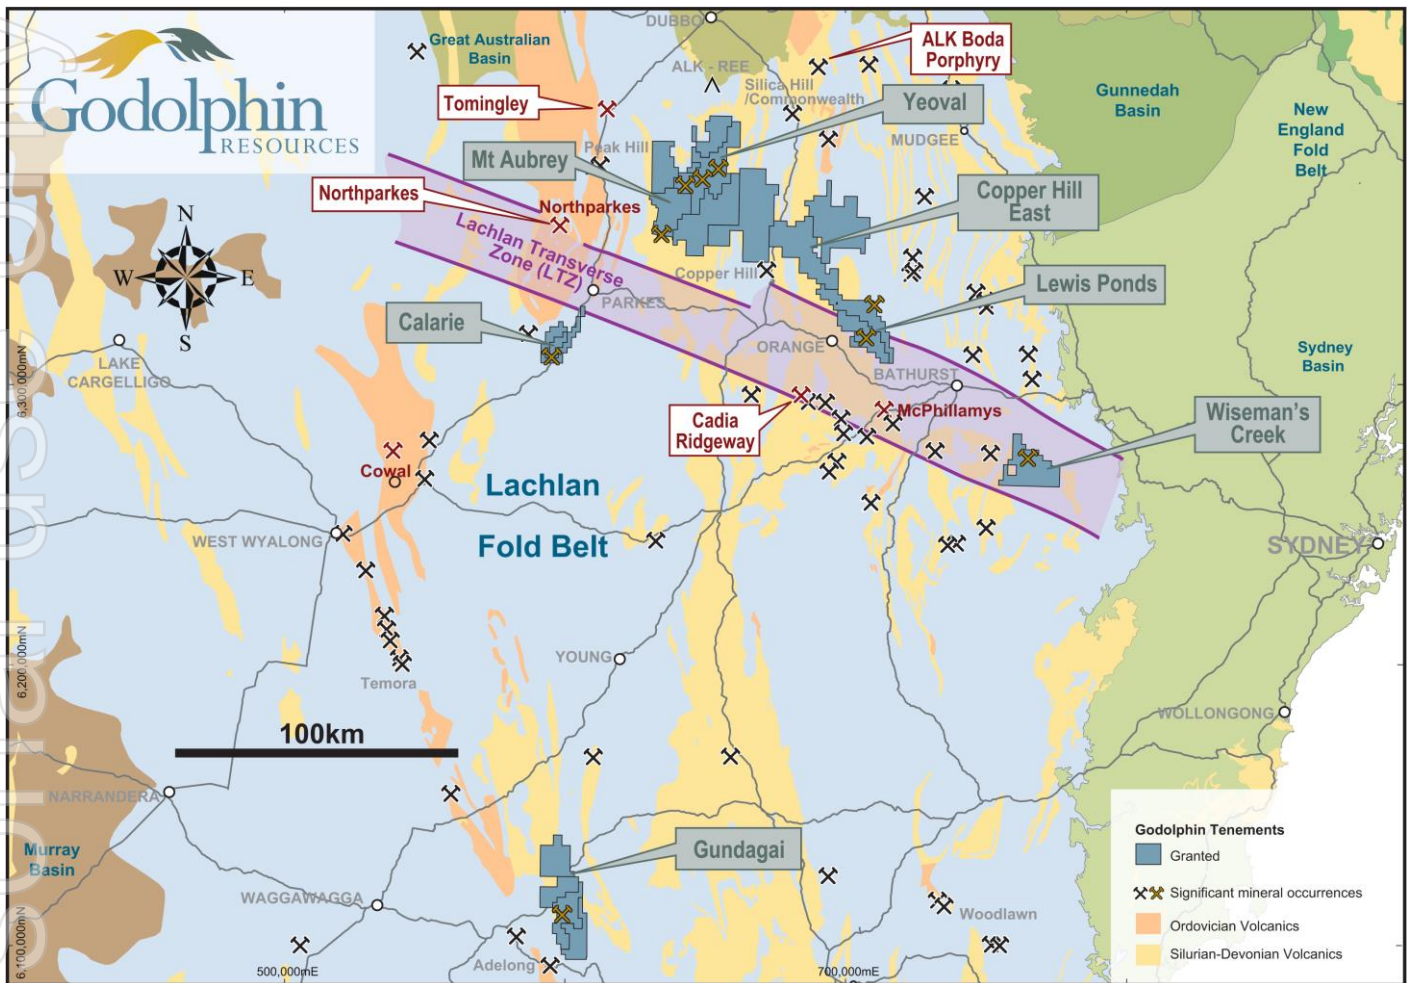 Godolphin
RESOURCES
Great Australian
Basin
DUBBO
ALK - REE
Silica Hill
/Commonwealth
ALK Boda
Porphyry
Gunnedah
Basin
New
England
Fold
Belt
Tomingley
Peak Hill
Yeoval
MUDGEE
Mt Aubrey
Northparkes
Northparkes
Copper Hill
East
N
W
E
S
Lachlan Transverse
Zone (LTZ)
Copper Hill
Lewis Ponds
PARKES
Calarie
ORANGE
LAKE
CARGELLIGO
BATHURST
Sydney
Basin
6,300,000mN
Cadia
Ridgeway
McPhillamys
Wiseman's
Creek
Cowal
Lachlan
Fold Belt
WEST WYALONG
SYDNEY
YOUNG
Temora
6,200,000mN
100km
WOLLONGONG
NARRANDERA
Murray
Basin
Gundagai
WAGGAWAGGA
Woodlawn
Adelong
6,100,000mN
500,000mE
700,000mE
Godolphin Tenements
Granted
Significant mineral occurrences
Ordovician Volcanics
Silurian-Devonian Volcanics